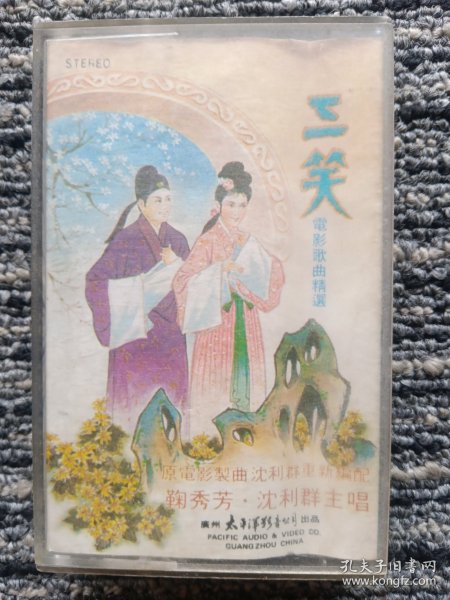 STEREO
三笑
電影歌曲精選
原電影製曲沈利群重新編配
鞠秀芳·沈利群主唱
廣州太平洋影音公司出品
PACIFIC AUDIO & VIDEO CO.
GUANGZHOU CHINA
孔夫子旧书网
www.kongfz.com